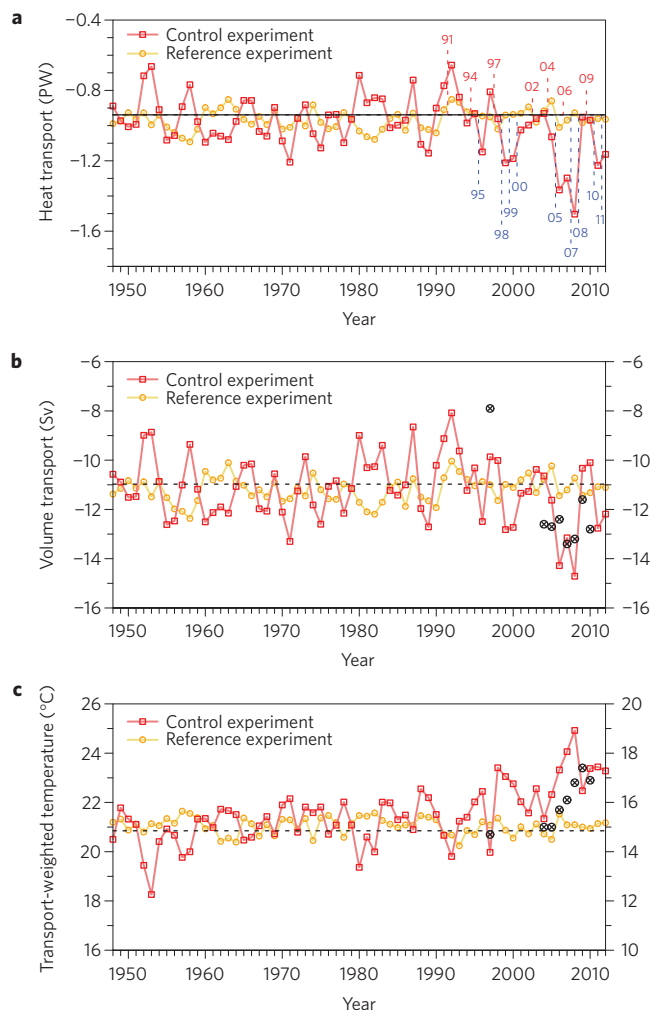 a
−0.4
−0.8
−1.2
−1.6
Heat transport (PW)
Control experiment
Reference experiment
91
94
97
02
04
06
09
95
98
99
00
05
07
08
10
11
1950 1960 1970 1980 1990 2000 2010
Year
b
−6
−8
−10
−12
−14
−16
Volume transport (Sv)
Control experiment
Reference experiment
−6
−8
−10
−12
−14
−16
1950 1960 1970 1980 1990 2000 2010
Year
c
26
24
22
20
18
16
Transport-weighted temperature (°C)
Control experiment
Reference experiment
20
18
16
14
12
10
1950 1960 1970 1980 1990 2000 2010
Year